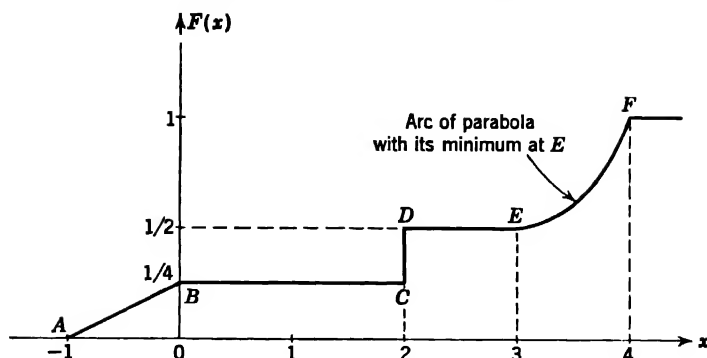 F(x)
1
F
Arc of parabola
with its minimum at E
1/2
D
E
1/4
B
C
A
-1
0
1
2
3
4
x